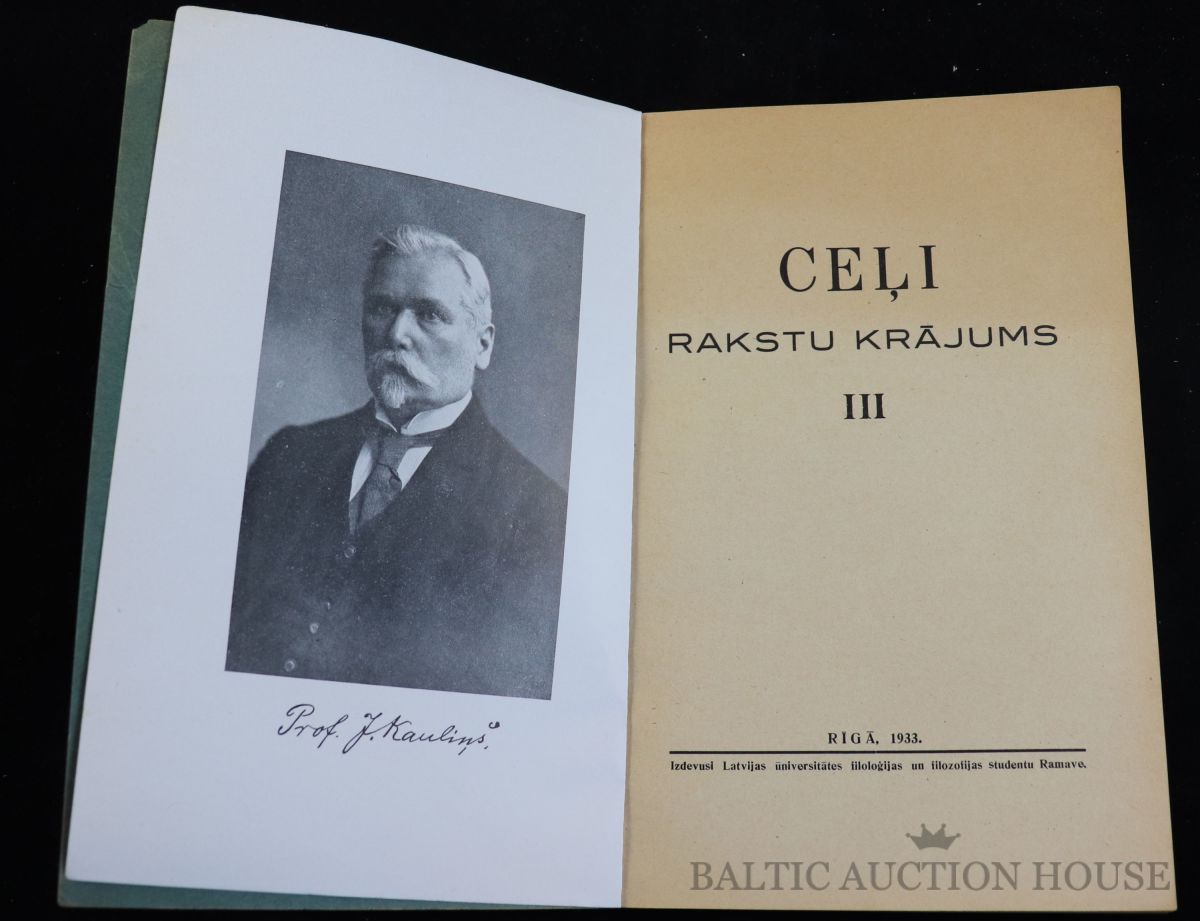 Prof. J. Kauliņš.
CEĻI
RAKSTU KRĀJUMS
III
RĪGĀ, 1933.
Izdevusi Latvijas ūniversitātes filoloģijas un filozofijas studentu Ramave.
BALTIC AUCTION HOUSE